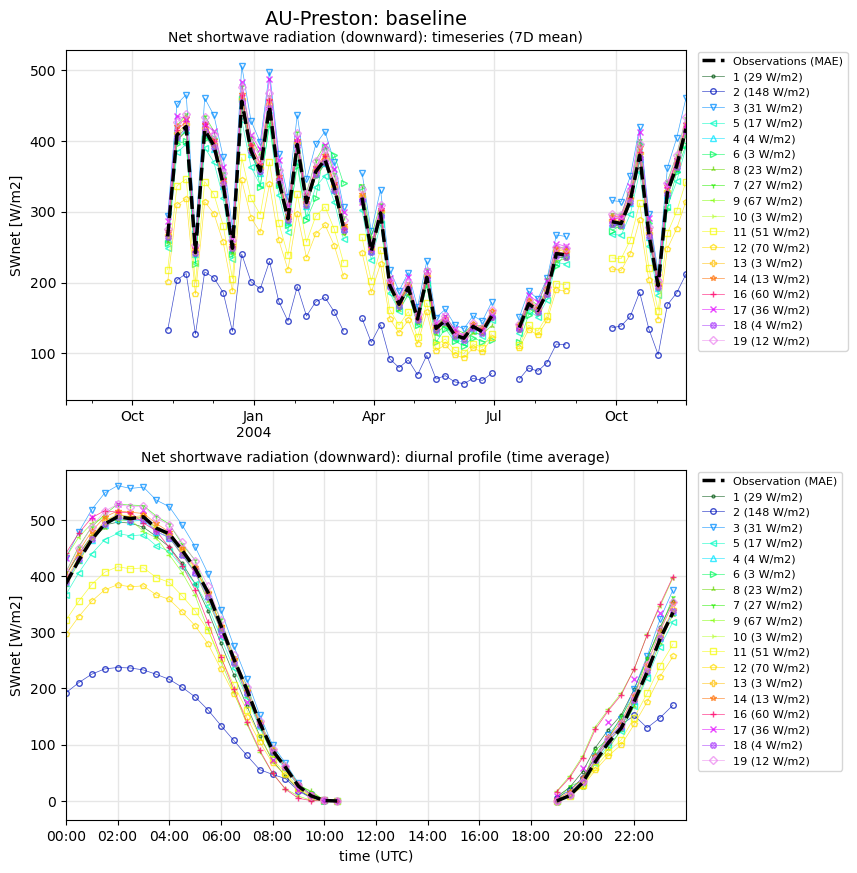 AU-Preston: baseline
Net shortwave radiation (downward): timeseries (7D mean)
SWnet [W/m2]
500
400
300
200
100
Oct
Jan
2004
Apr
Jul
Oct
Observations (MAE)
1 (29 W/m2)
2 (148 W/m2)
3 (31 W/m2)
5 (17 W/m2)
4 (4 W/m2)
6 (3 W/m2)
8 (23 W/m2)
7 (27 W/m2)
9 (67 W/m2)
10 (3 W/m2)
11 (51 W/m2)
12 (70 W/m2)
13 (3 W/m2)
14 (13 W/m2)
16 (60 W/m2)
17 (36 W/m2)
18 (4 W/m2)
19 (12 W/m2)
Net shortwave radiation (downward): diurnal profile (time average)
SWnet [W/m2]
500
400
300
200
100
0
00:00
02:00
04:00
06:00
08:00
10:00
12:00
14:00
16:00
18:00
20:00
22:00
time (UTC)
Observation (MAE)
1 (29 W/m2)
2 (148 W/m2)
3 (31 W/m2)
5 (17 W/m2)
4 (4 W/m2)
6 (3 W/m2)
8 (23 W/m2)
7 (27 W/m2)
9 (67 W/m2)
10 (3 W/m2)
11 (51 W/m2)
12 (70 W/m2)
13 (3 W/m2)
14 (13 W/m2)
16 (60 W/m2)
17 (36 W/m2)
18 (4 W/m2)
19 (12 W/m2)